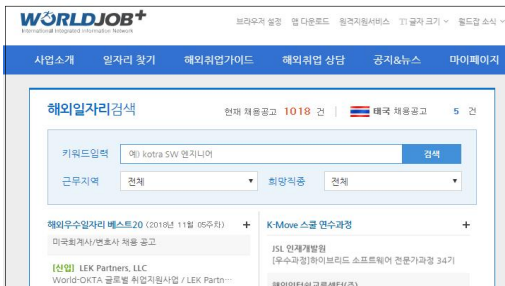 WORLDJOB+
International Integrated Information Network
브라우저 설정 앱 다운로드 원격지원서비스 TI 글자 크기 월드잡 소식
사업소개 일자리 찾기 해외취업가이드 해외취업 상담 공지&뉴스 마이페이지
해외일자리검색 현재 채용공고 1018 건 태국 채용공고 5 건
키워드입력 예) kotra SW 엔지니어 검색
근무지역 전체 희망직종 전체
해외우수일자리 베스트20 (2018년 11월 05주차) + K-Move 스쿨 연수과정 +
미국회계사/변호사 채용 공고
JSL 인재개발원
[우수과정]하이브리드 소프트웨어 전문가과정 34기
[신입] LEK Partners, LLC
World-OKTA 글로벌 취업지원사업 / LEK Partn…